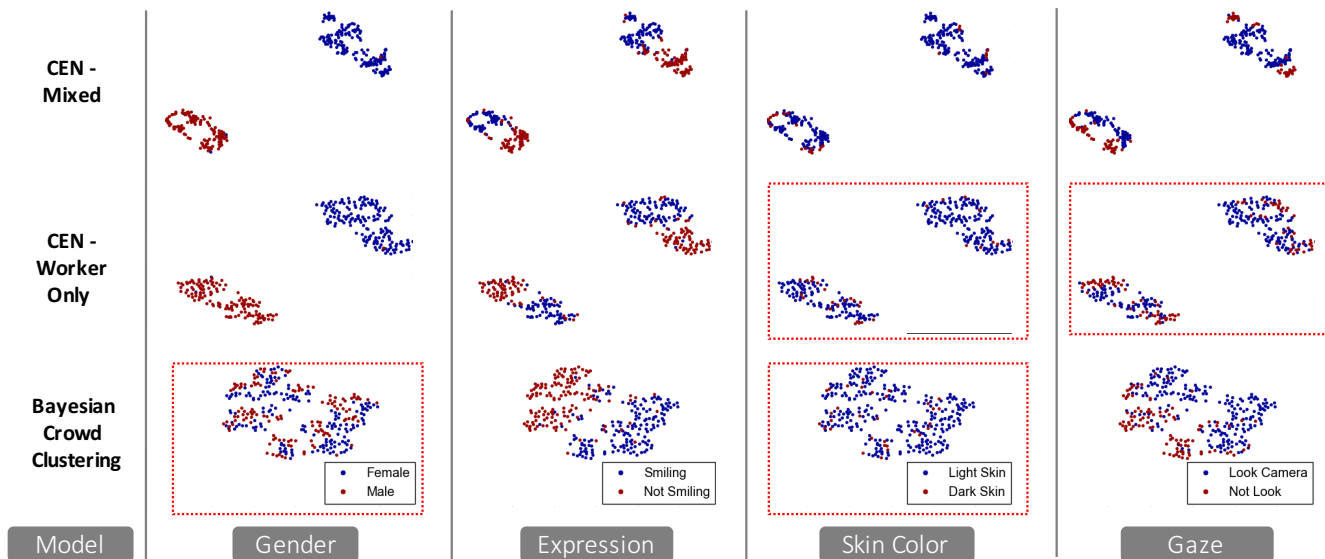 CEN -
Mixed
CEN -
Worker
Only
Bayesian
Crowd
Clustering
Female
Male
Smiling
Not Smiling
Light Skin
Dark Skin
Look Camera
Not Look
Model
Gender
Expression
Skin Color
Gaze